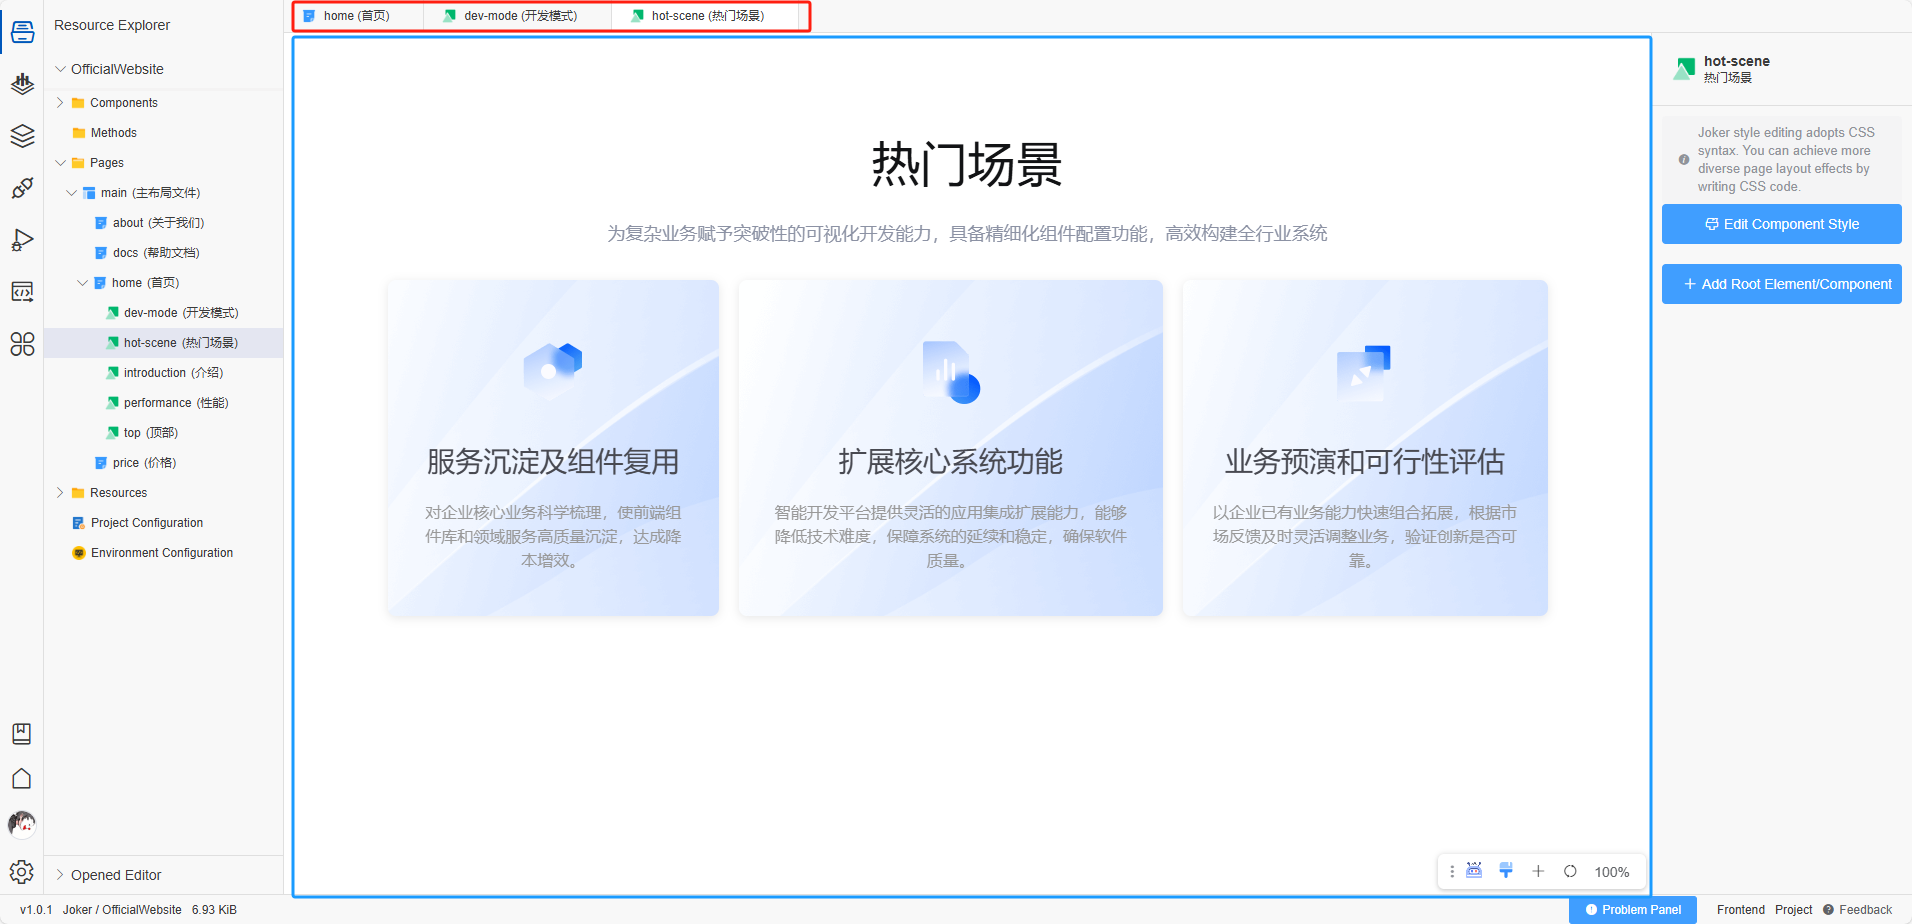 Resource Explorer
OfficialWebsite
Components
Methods
Pages
main (主布局文件)
about (关于我们)
docs (帮助文档)
home (首页)
dev-mode (开发模式)
hot-scene (热门场景)
introduction (介绍)
performance (性能)
top (顶部)
price (价格)
Resources
Project Configuration
Environment Configuration
Opened Editor
home (首页)
dev-mode (开发模式)
hot-scene (热门场景)
热门场景
为复杂业务赋予突破性的可视化开发能力，具备精细化组件配置功能，高效构建全行业系统
服务沉淀及组件复用
对企业核心业务科学梳理，使前端组
件库和领域服务高质量沉淀，达成降
本增效。
扩展核心系统功能
智能开发平台提供灵活的应用集成扩展能力，能够
降低技术难度，保障系统的延续和稳定，确保软件
质量。
业务预演和可行性评估
以企业已有业务能力快速组合拓展，根据市
场反馈及时灵活调整业务，验证创新是否可
靠。
100%
hot-scene
热门场景
Joker style editing adopts CSS
syntax. You can achieve more
diverse page layout effects by
writing CSS code.
Edit Component Style
Add Root Element/Component
v1.0.1 Joker / OfficialWebsite 6.93 KiB
Problem Panel Frontend Project Feedback